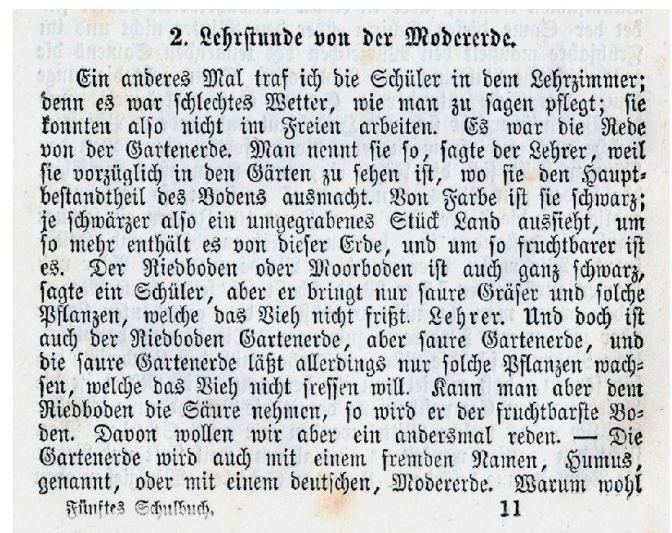 2. Lehrstunde von der Modererde.
Ein anderes Mal traf ich die Schüler in dem Lehrzimmer;
denn es war schlechtes Wetter, wie man zu sagen pflegt; sie
konnten also nicht im Freien arbeiten. Es war die Rede
von der Gartenerde. Man nennt sie so, sagte der Lehrer, weil
sie vorzüglich in den Gärten zu sehen ist, wo sie den Haupt-
bestandtheil des Bodens ausmacht. Von Farbe ist sie schwarz;
je schwärzer also ein umgegrabenes Stück Land aussieht, um
so mehr enthält es von dieser Erde, und um so fruchtbarer ist
es. Der Riedboden oder Moorboden ist auch ganz schwarz,
sagte ein Schüler, aber er bringt nur saure Gräser und solche
Pflanzen, welche das Vieh nicht frißt. Lehrer. Und doch ist
auch der Riedboden Gartenerde, aber saure Gartenerde, und
die saure Gartenerde läßt allerdings nur solche Pflanzen wach-
sen, welche das Vieh nicht fressen will. Kann man aber dem
Riedboden die Säure nehmen, so wird er der fruchtbarste Bo-
den. Davon wollen wir aber ein andersmal reden. — Die
Gartenerde wird auch mit einem fremden Namen, Humus,
genannt, oder mit einem deutschen, Modererde. Warum wohl
Fünftes Schulbuch. 11